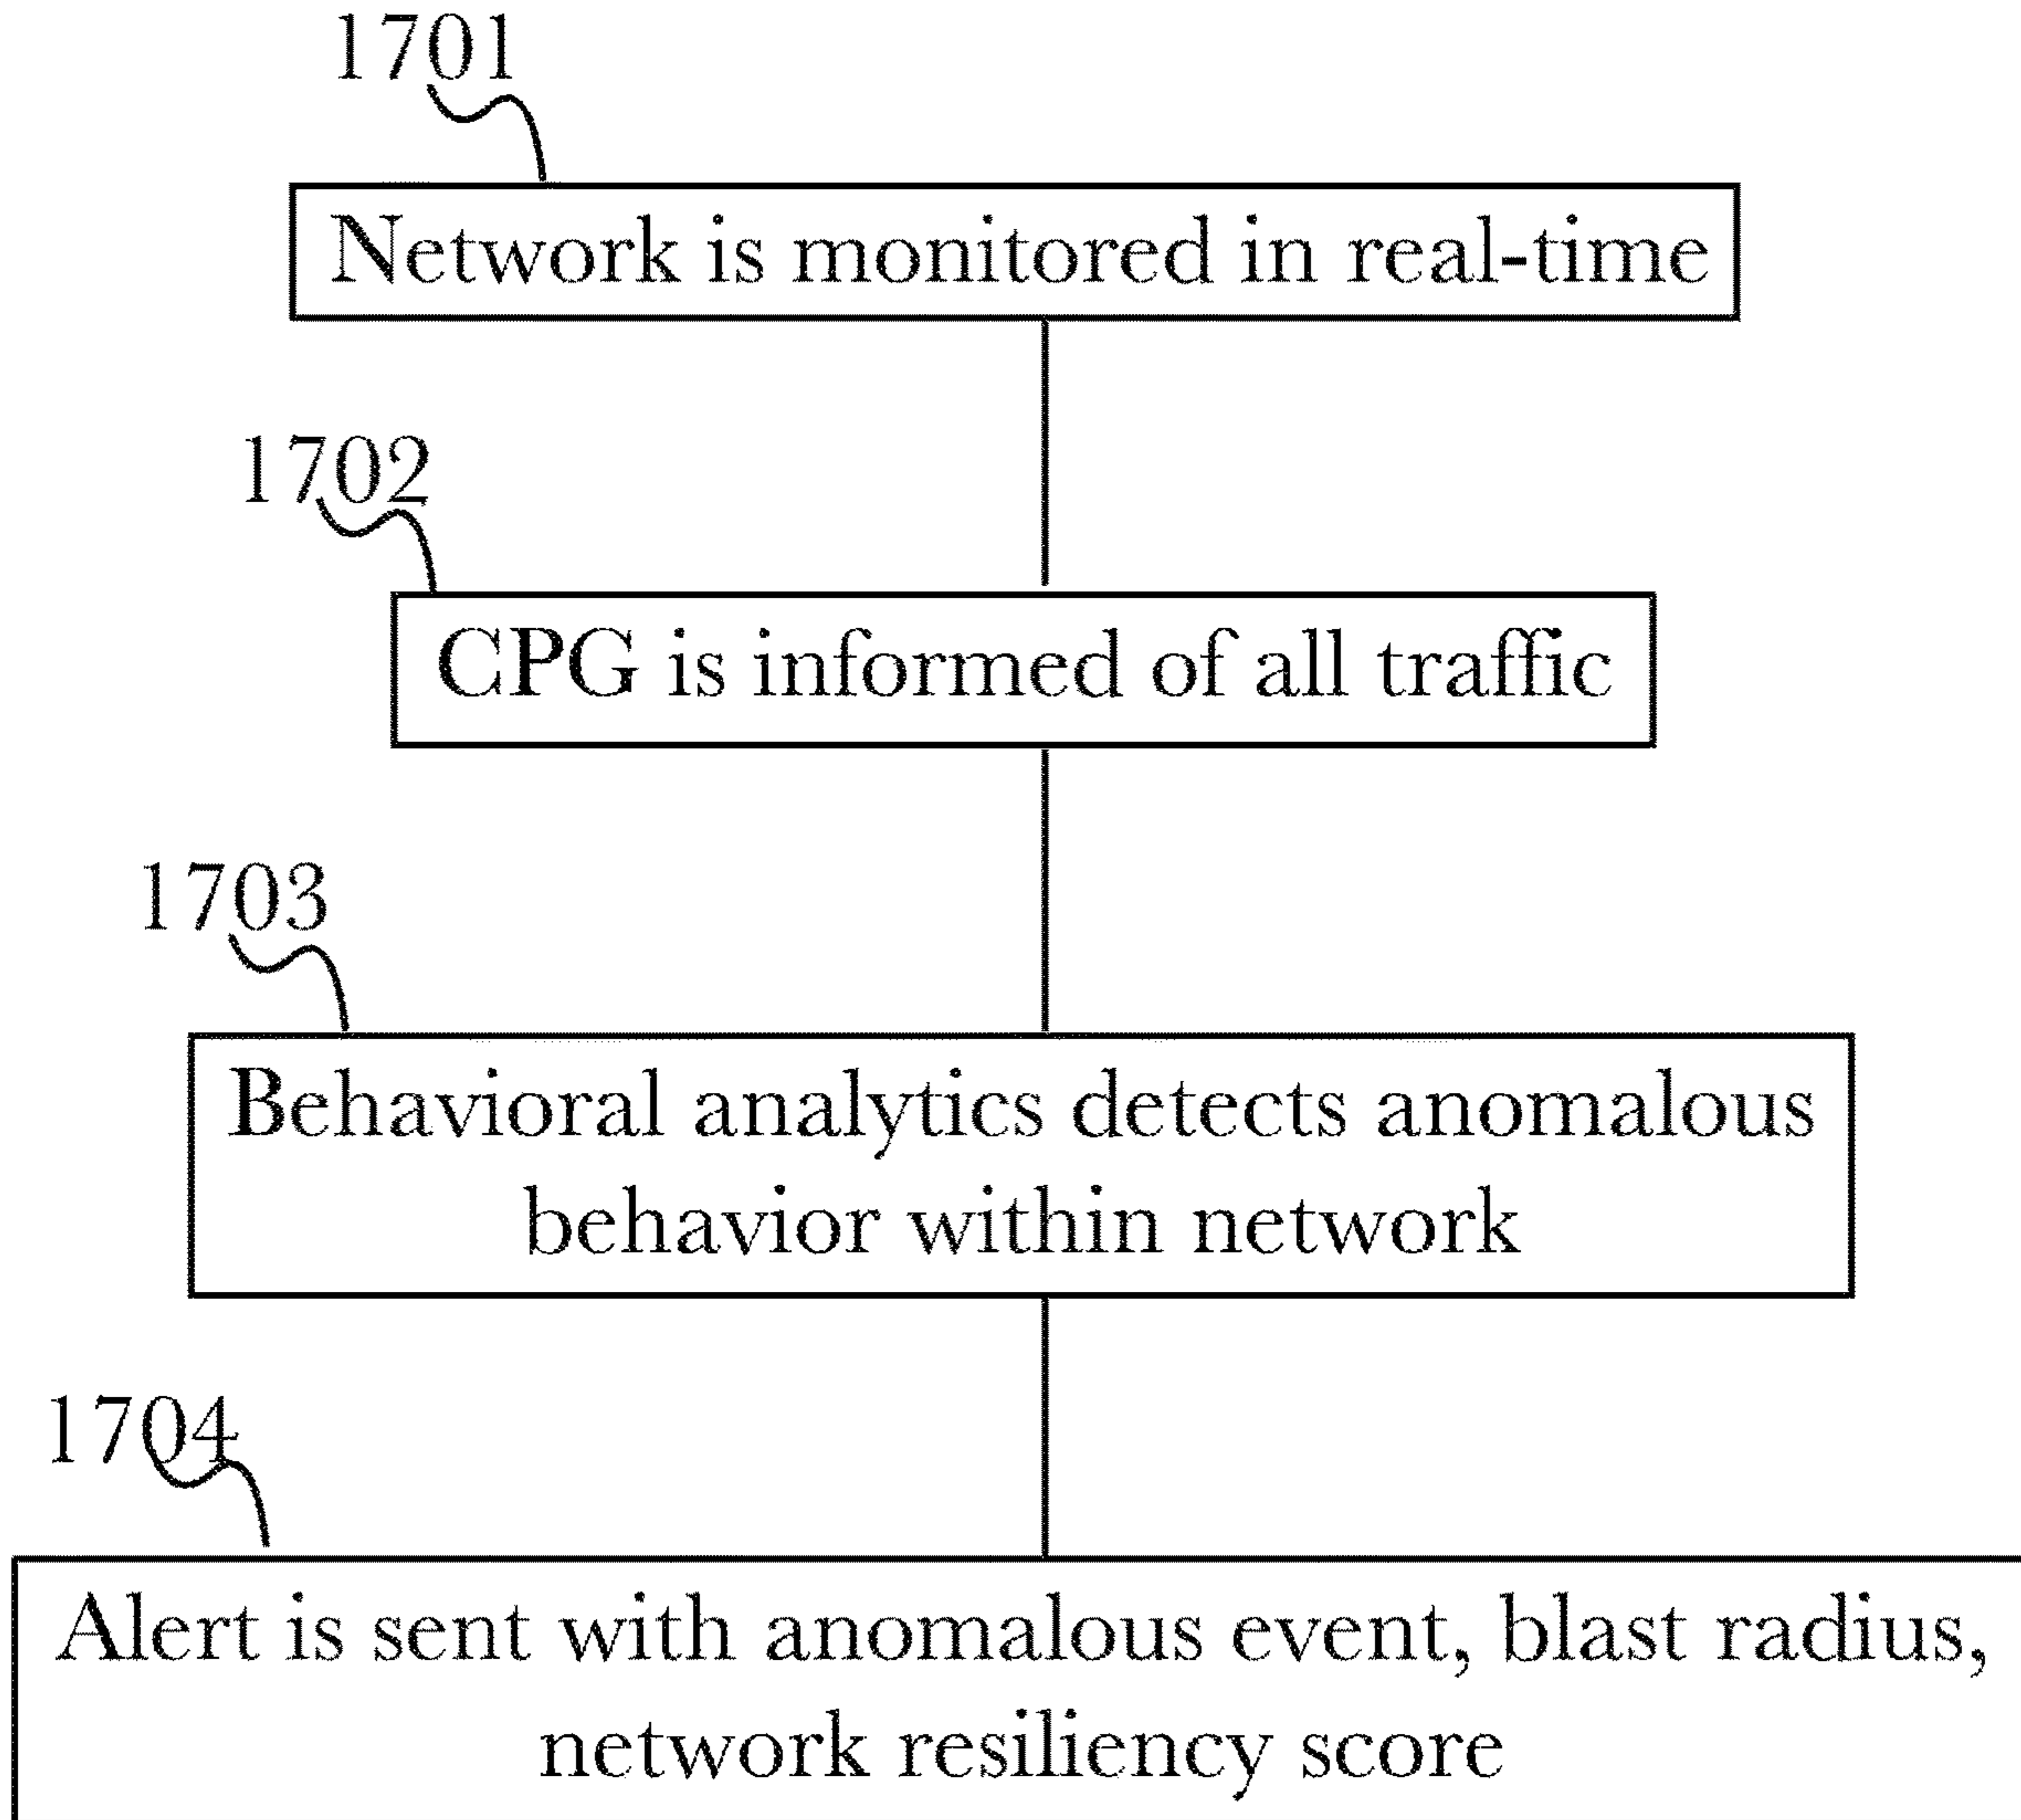 1701
Network is monitored in real-time
1702
CPG is informed of all traffic
1703
Behavioral analytics detects anomalous
behavior within network
1704
Alert is sent with anomalous event, blast radius,
network resiliency score